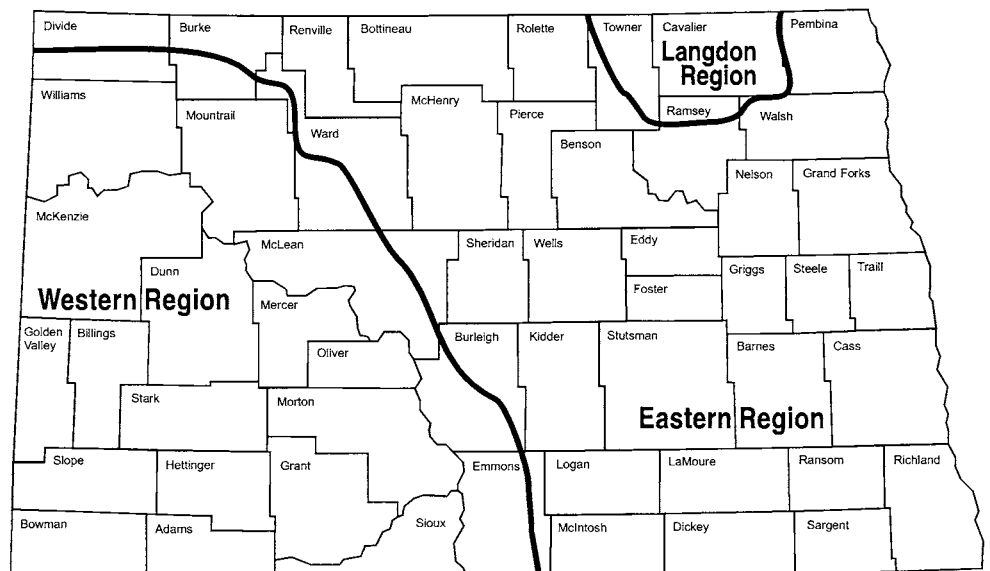 Divide
Burke
Renville
Bottineau
Rolette
Towner
Cavalier
Pembina
Langdon
Region
Williams
Mountrail
Ward
McHenry
Pierce
Benson
Ramsey
Walsh
Nelson
Grand Forks
McKenzie
McLean
Sheridan
Wells
Eddy
Dunn
Foster
Griggs
Steele
Traill
Western Region
Mercer
Golden
Valley
Billings
Oliver
Burleigh
Kidder
Stutsman
Barnes
Cass
Stark
Morton
Eastern Region
Slope
Hettinger
Grant
Emmons
Logan
LaMoure
Ransom
Richland
Bowman
Adams
Sioux
McIntosh
Dickey
Sargent